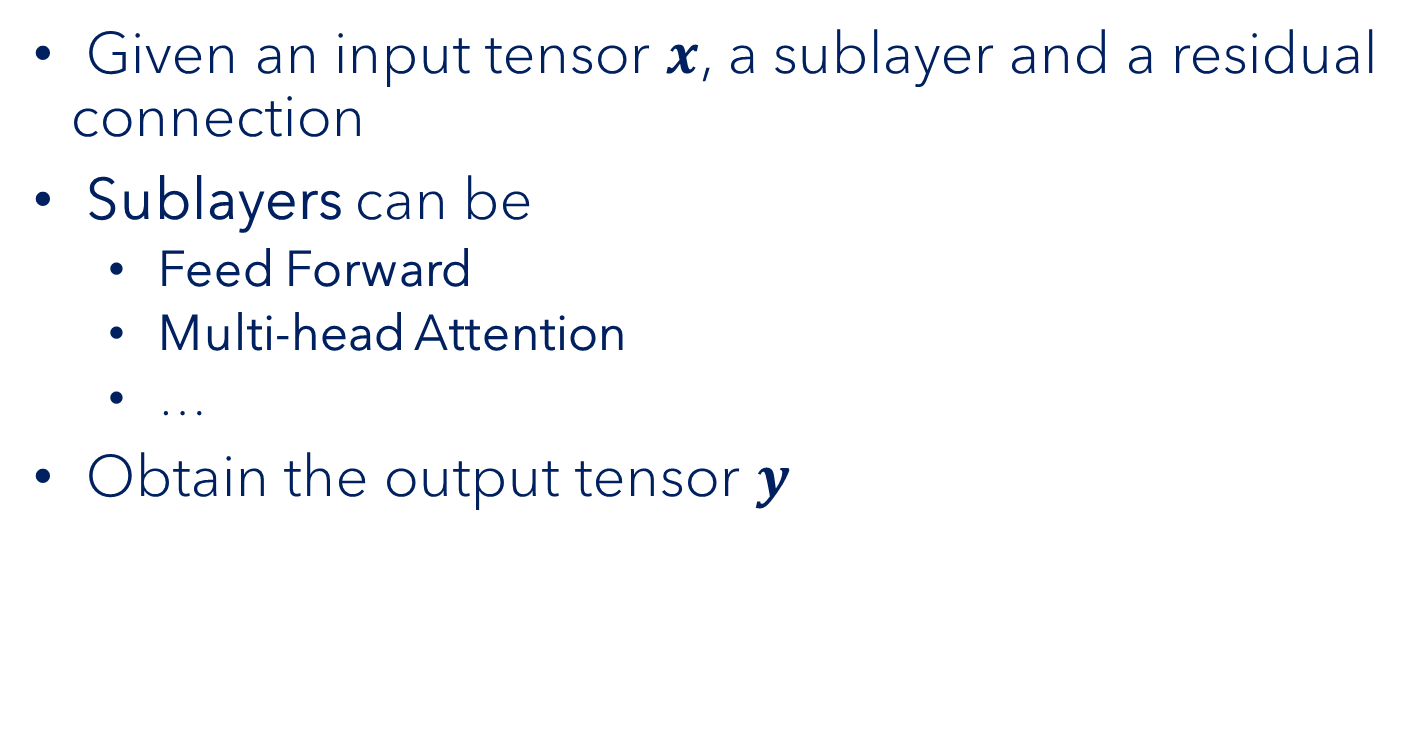 • Given an input tensor x, a sublayer and a residual
connection
• Sublayers can be
• Feed Forward
• Multi-head Attention
• ...
• Obtain the output tensor y